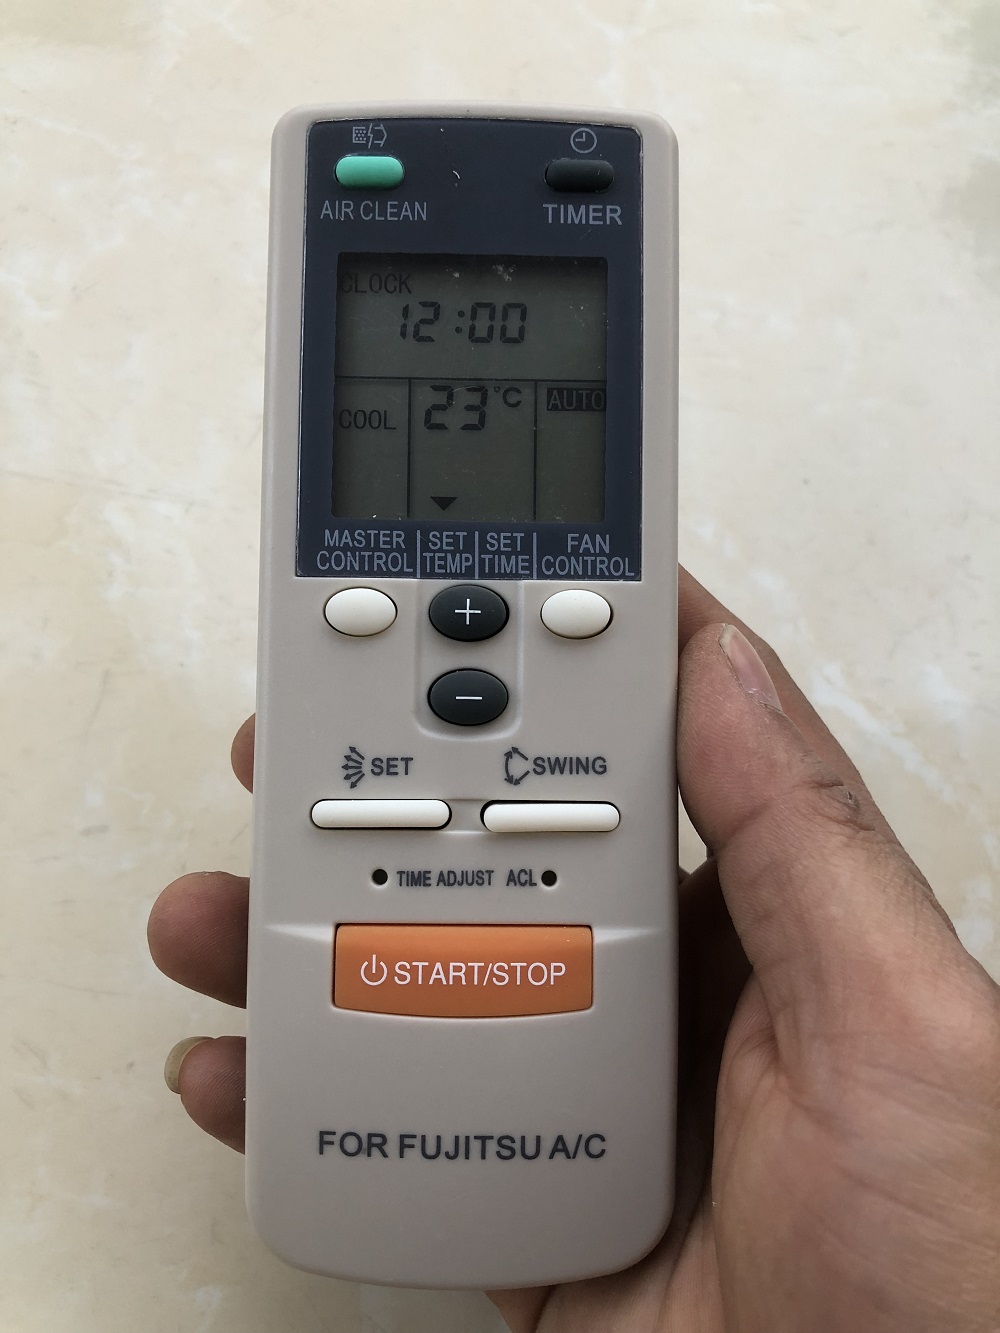 AIR CLEAN
TIMER
CLOCK
12:00
COOL
23°C
AUTO
MASTER CONTROL
SET TEMP
SET TIME
FAN CONTROL
+
−
SET
SWING
TIME ADJUST ACL
START/STOP
FOR FUJITSU A/C